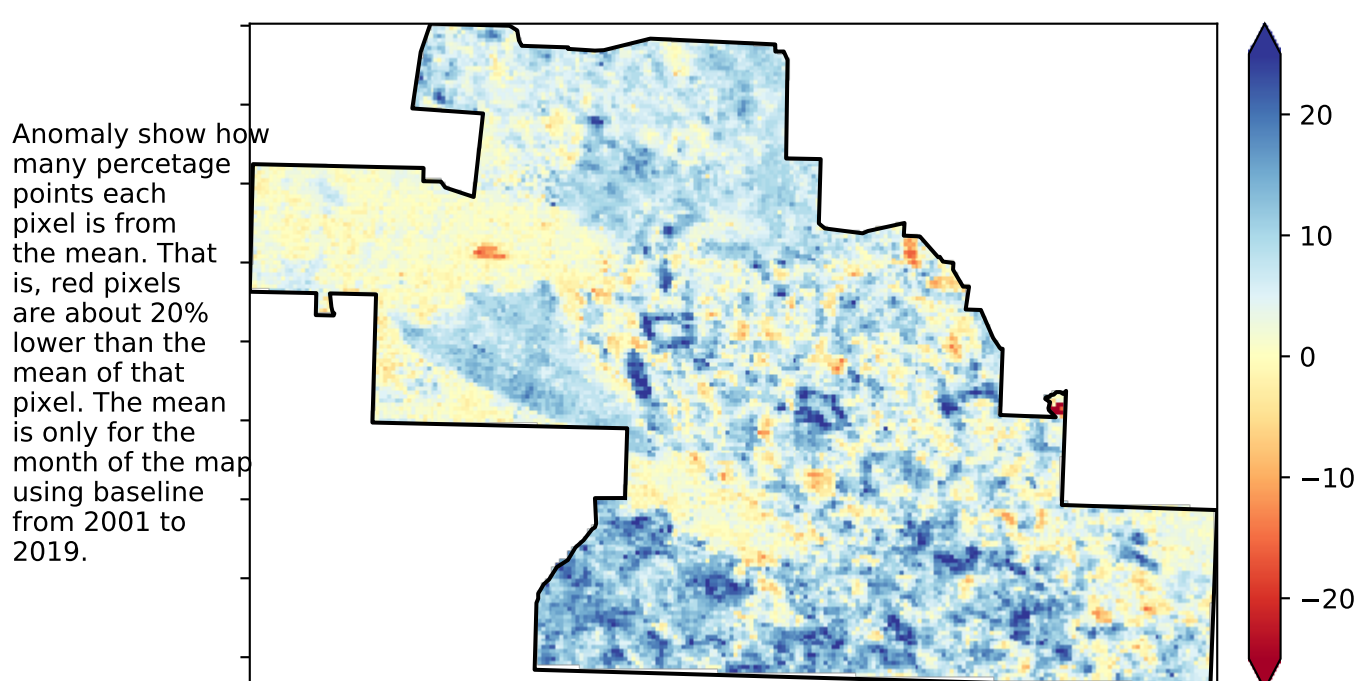 Anomaly show how
many percetage
points each
pixel is from
the mean. That
is, red pixels
are about 20%
lower than the
mean of that
pixel. The mean
is only for the
month of the map
using baseline
from 2001 to
2019.
20
10
0
−10
−20